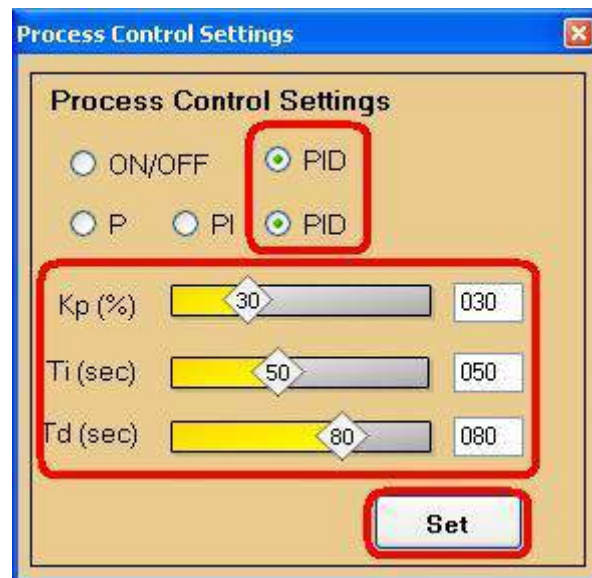 Process Control Settings
Process Control Settings
ON/OFF PID
P PI PID
Kp (%) 30 030
Ti (sec) 50 050
Td (sec) 80 080
Set